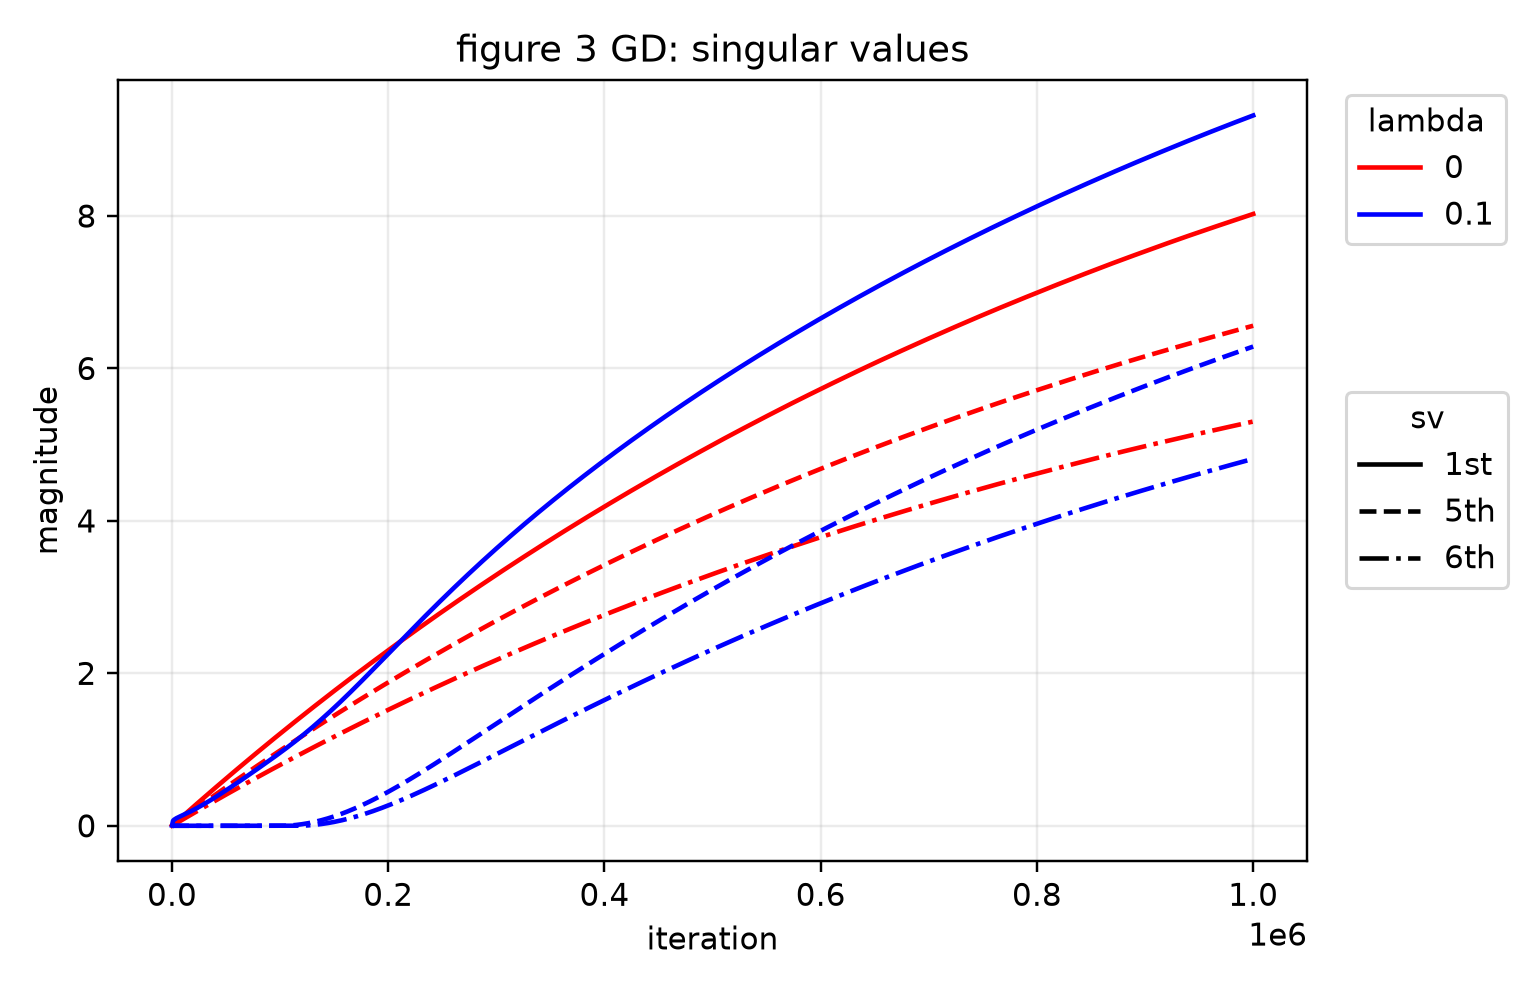 figure 3 GD: singular values
magnitude
8
6
4
2
0
0.0 0.2 0.4 0.6 0.8 1.0
1e6
iteration
lambda
0
0.1
sv
1st
5th
6th